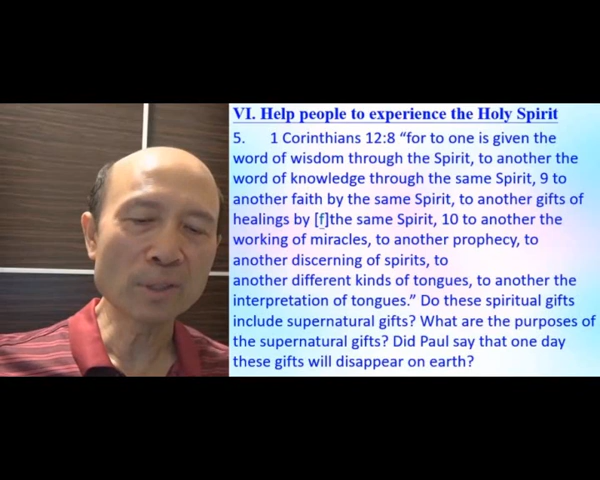 VI. Help people to experience the Holy Spirit
5. 1 Corinthians 12:8 “for to one is given the
word of wisdom through the Spirit, to another the
word of knowledge through the same Spirit, 9 to
another faith by the same Spirit, to another gifts of
healings by [f]the same Spirit, 10 to another the
working of miracles, to another prophecy, to
another discerning of spirits, to
another different kinds of tongues, to another the
interpretation of tongues.” Do these spiritual gifts
include supernatural gifts? What are the purposes of
the supernatural gifts? Did Paul say that one day
these gifts will disappear on earth?